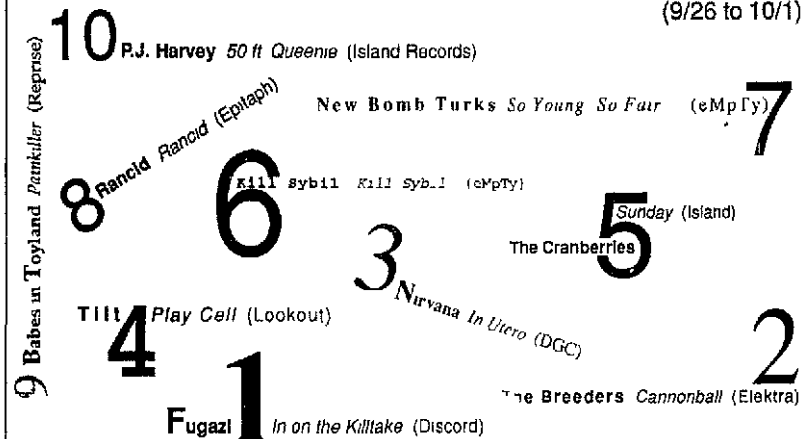 (9/26 to 10/1)
10 P.J. Harvey 50 ft Queenie (Island Records)
9 Babes in Toyland Painkiller (Reprise)
8 Rancid Rancid (Epitaph)
New Bomb Turks So Young So Fair (eMpTy) 7
6 Kill Sybil Kill Sybil (eMpTy)
5 Sunday (Island)
The Cranberries
3 Nirvana In Utero (DGC)
Tilt 4 Play Cell (Lookout)
2
The Breeders Cannonball (Elektra)
Fugazi 1 In on the Killtake (Discord)